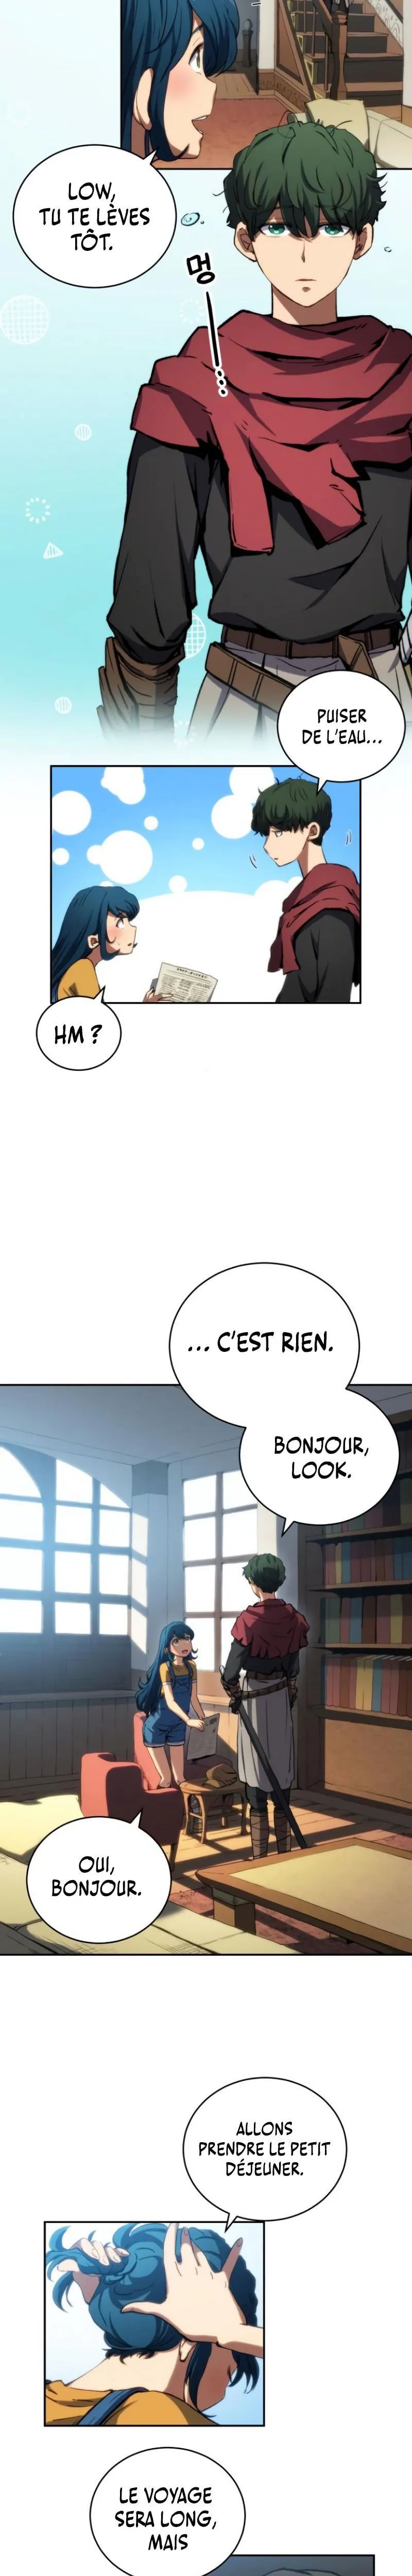 LOW,
TU TE LÈVES
TÔT.
멍
PUISER
DE L'EAU...
HM ?
... C'EST RIEN.
BONJOUR,
LOOK.
OUI,
BONJOUR.
ALLONS
PRENDRE LE PETIT
DÉJEUNER.
LE VOYAGE
SERA LONG,
MAIS